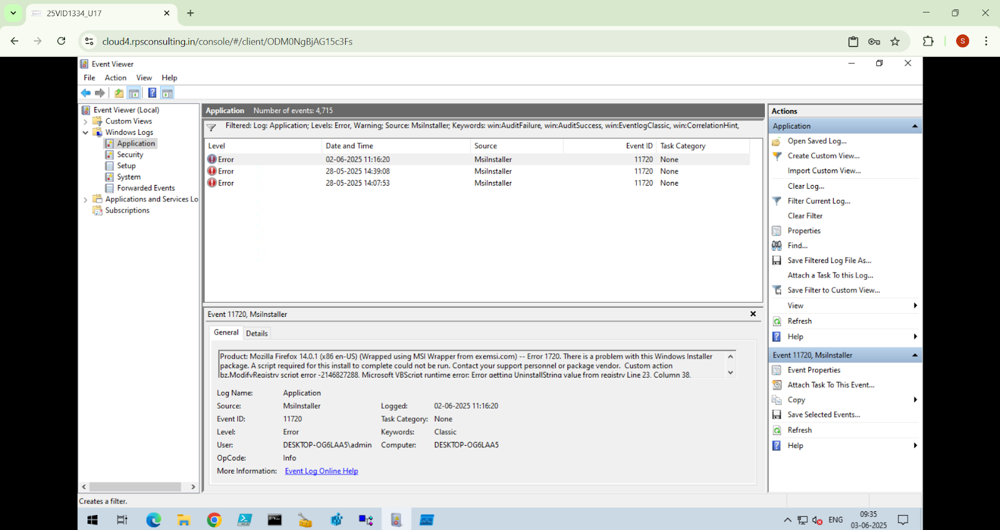 25VID1334_U17
cloud4.rpsconsulting.in/console/#/client/ODM0NgBjAG15c3Fs
S
Event Viewer
File Action View Help
Event Viewer (Local)
Custom Views
Windows Logs
Application
Security
Setup
System
Forwarded Events
Applications and Services Lo
Subscriptions
Application Number of events: 4,715
Filtered: Log: Application; Levels: Error, Warning; Source: MsiInstaller; Keywords: win:AuditFailure, win:AuditSuccess, win:EventlogClassic, win:CorrelationHint,
Level Date and Time Source Event ID Task Category
Error 02-06-2025 11:16:20 MsiInstaller 11720 None
Error 28-05-2025 14:39:08 MsiInstaller 11720 None
Error 28-05-2025 14:07:53 MsiInstaller 11720 None
Event 11720, MsiInstaller
General Details
Product: Mozilla Firefox 14.0.1 (x86 en-US) (Wrapped using MSI Wrapper from exemsi.com) -- Error 1720. There is a problem with this Windows Installer
package. A script required for this install to complete could not be run. Contact your support personnel or package vendor. Custom action
bz.ModifyRegistry script error -2146827288, Microsoft VBScript runtime error: Error getting UninstallString value from registry Line 23, Column 38,
Log Name: Application
Source: MsiInstaller Logged: 02-06-2025 11:16:20
Event ID: 11720 Task Category: None
Level: Error Keywords: Classic
User: DESKTOP-OG6LAA5\admin Computer: DESKTOP-OG6LAA5
OpCode: Info
More Information: Event Log Online Help
Actions
Application
Open Saved Log...
Create Custom View...
Import Custom View...
Clear Log...
Filter Current Log...
Clear Filter
Properties
Find...
Save Filtered Log File As...
Attach a Task To this Log...
Save Filter to Custom View...
View
Refresh
Help
Event 11720, MsiInstaller
Event Properties
Attach Task To This Event...
Copy
Save Selected Events...
Refresh
Help
Creates a filter.
ENG
09:35
03-06-2025